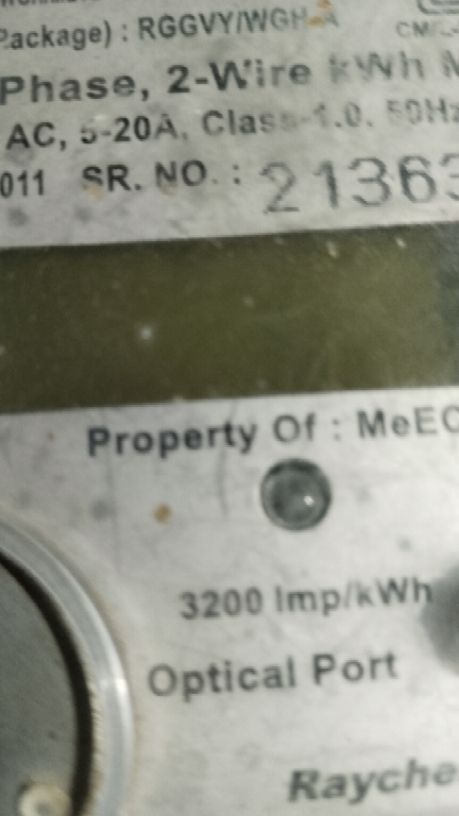 Package) : RGGVY/WGH-A
Phase, 2-Wire kWh M
AC, 5-20A, Class-1.0, 50Hz
011 SR. NO. : 21363
Property Of : MeEC
3200 Imp/kWh
Optical Port
Rayche